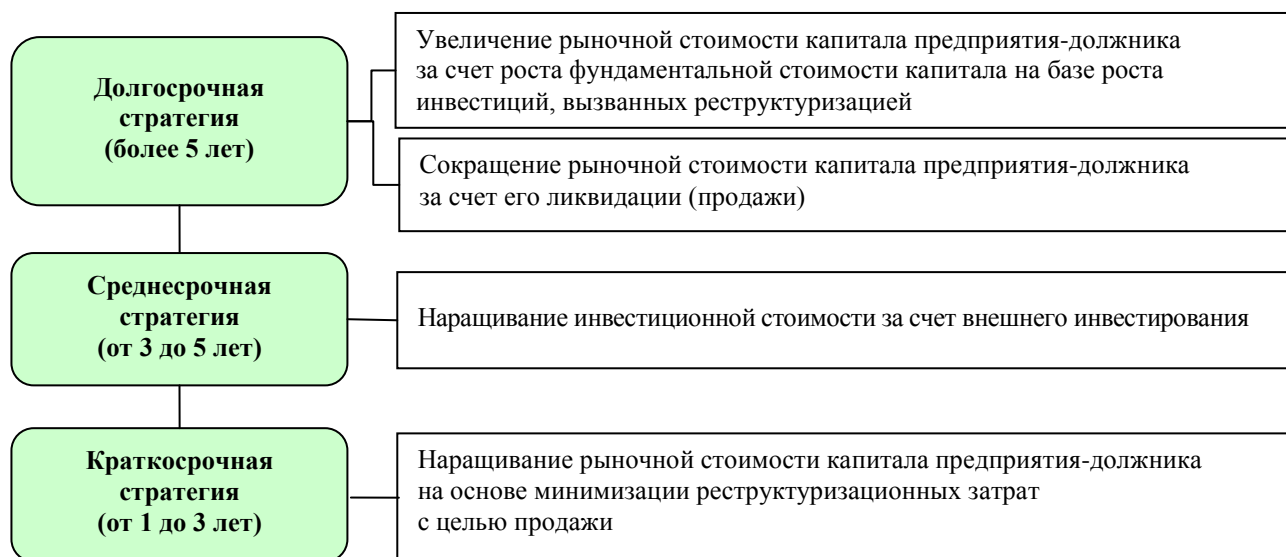 Долгосрочная
стратегия
(более 5 лет)
Увеличение рыночной стоимости капитала предприятия-должника
за счет роста фундаментальной стоимости капитала на базе роста
инвестиций, вызванных реструктуризацией
Сокращение рыночной стоимости капитала предприятия-должника
за счет его ликвидации (продажи)
Среднесрочная
стратегия
(от 3 до 5 лет)
Наращивание инвестиционной стоимости за счет внешнего инвестирования
Краткосрочная
стратегия
(от 1 до 3 лет)
Наращивание рыночной стоимости капитала предприятия-должника
на основе минимизации реструктуризационных затрат
с целью продажи